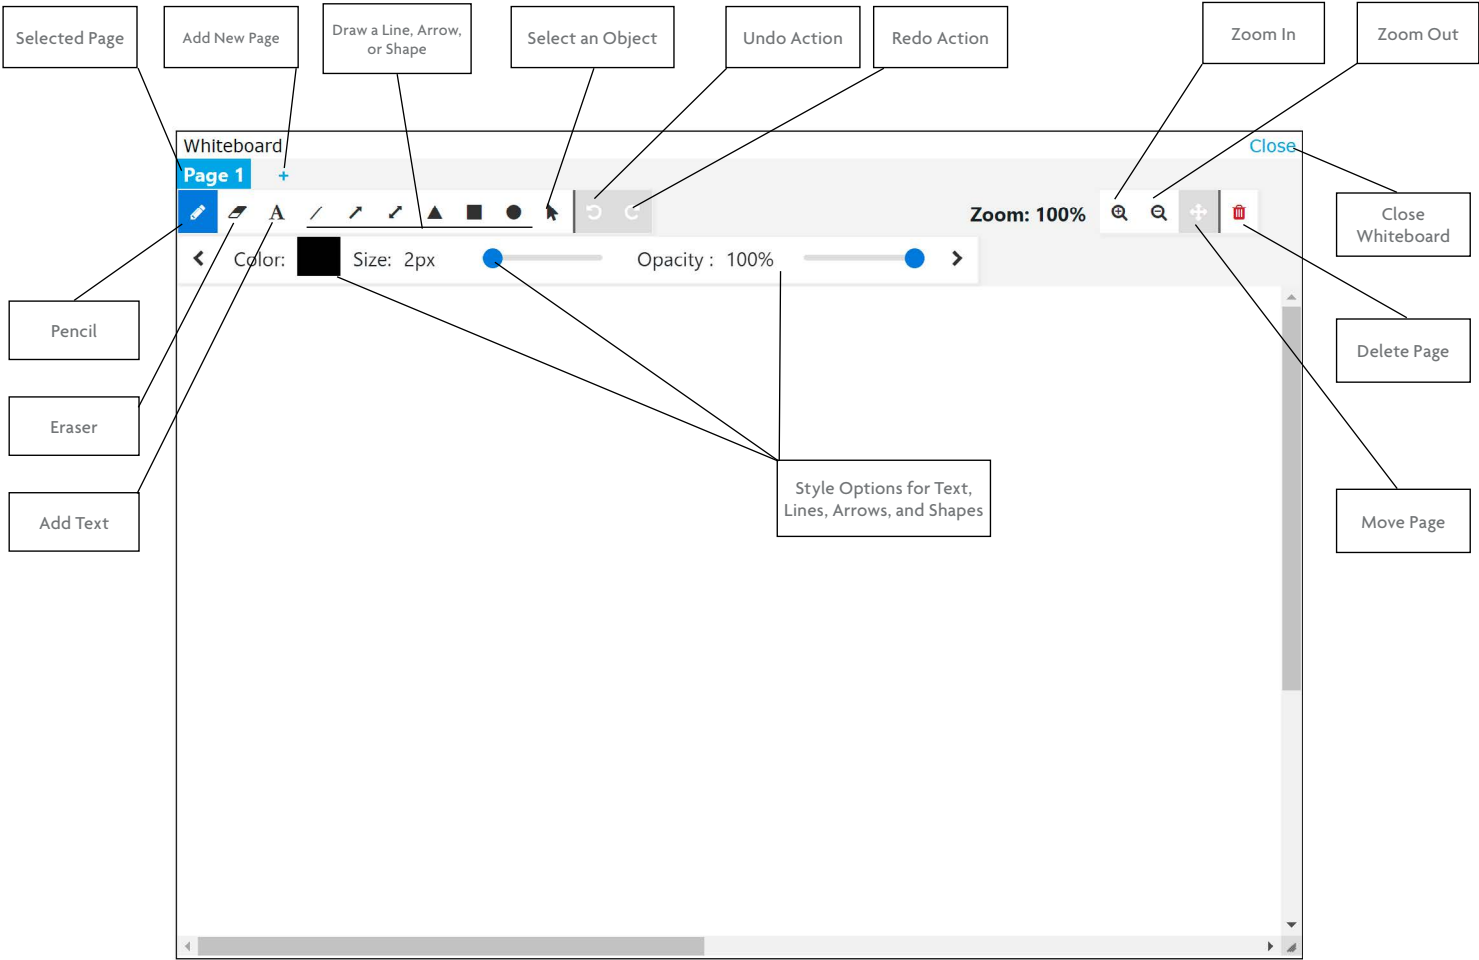 Selected Page
Add New Page
Draw a Line, Arrow,
or Shape
Select an Object
Undo Action
Redo Action
Zoom In
Zoom Out
Whiteboard
Close
Page 1
+
A
Zoom: 100%
Color:
Size: 2px
Opacity : 100%
Close
Whiteboard
Pencil
Delete Page
Eraser
Style Options for Text,
Lines, Arrows, and Shapes
Add Text
Move Page